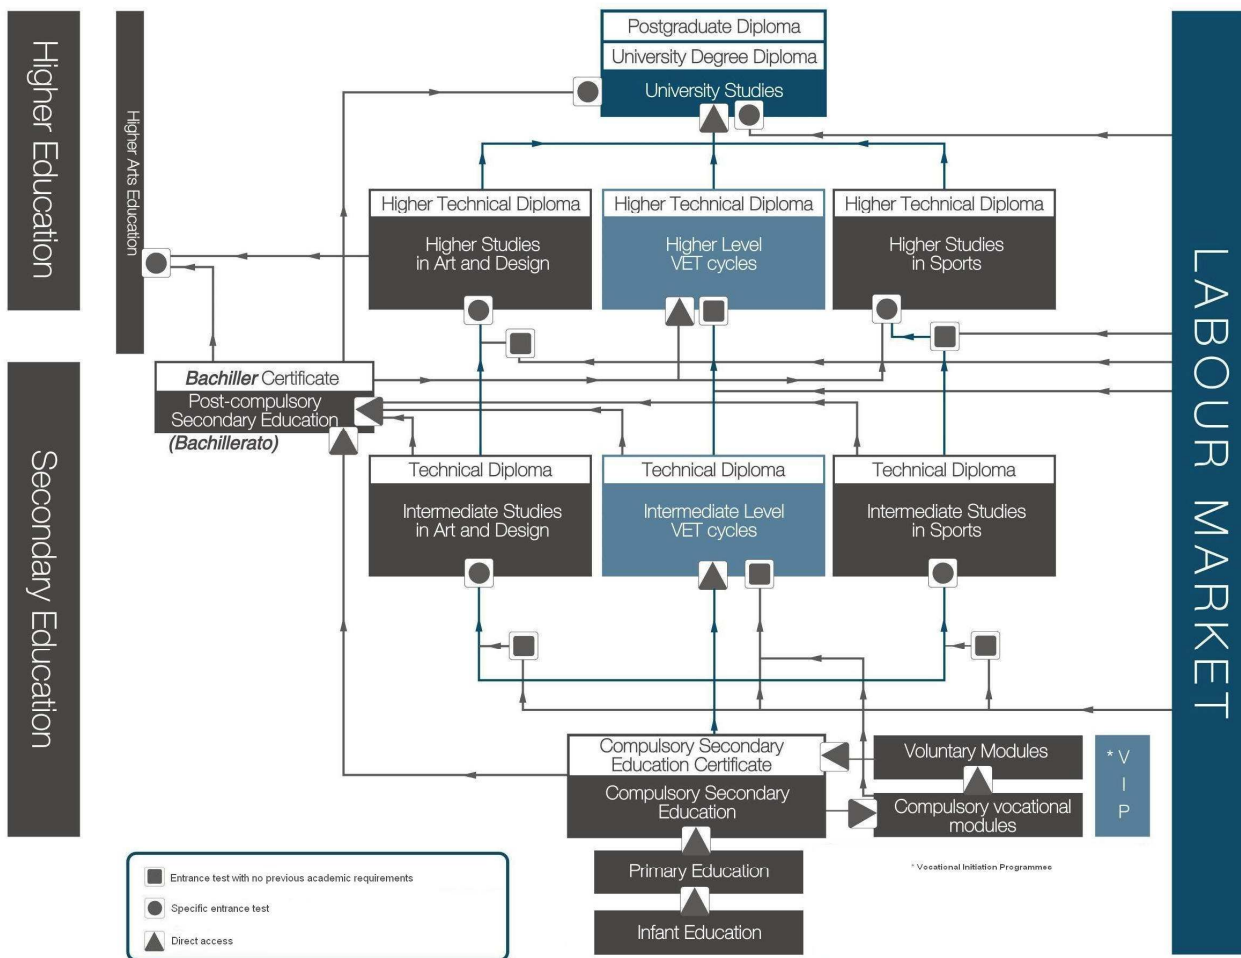 Higher Education
Secondary Education
Higher Arts Education
Postgraduate Diploma
University Degree Diploma
University Studies
Higher Technical Diploma
Higher Studies
in Art and Design
Higher Technical Diploma
Higher Level
VET cycles
Higher Technical Diploma
Higher Studies
in Sports
Bachiller Certificate
Post-compulsory
Secondary Education
(Bachillerato)
Technical Diploma
Intermediate Studies
in Art and Design
Technical Diploma
Intermediate Level
VET cycles
Technical Diploma
Intermediate Studies
in Sports
Compulsory Secondary
Education Certificate
Compulsory Secondary
Education
Voluntary Modules
Compulsory vocational
modules
* V
I
P
Primary Education
Infant Education
* Vocational Initiation Programmes
LABOUR MARKET
Entrance test with no previous academic requirements
Specific entrance test
Direct access